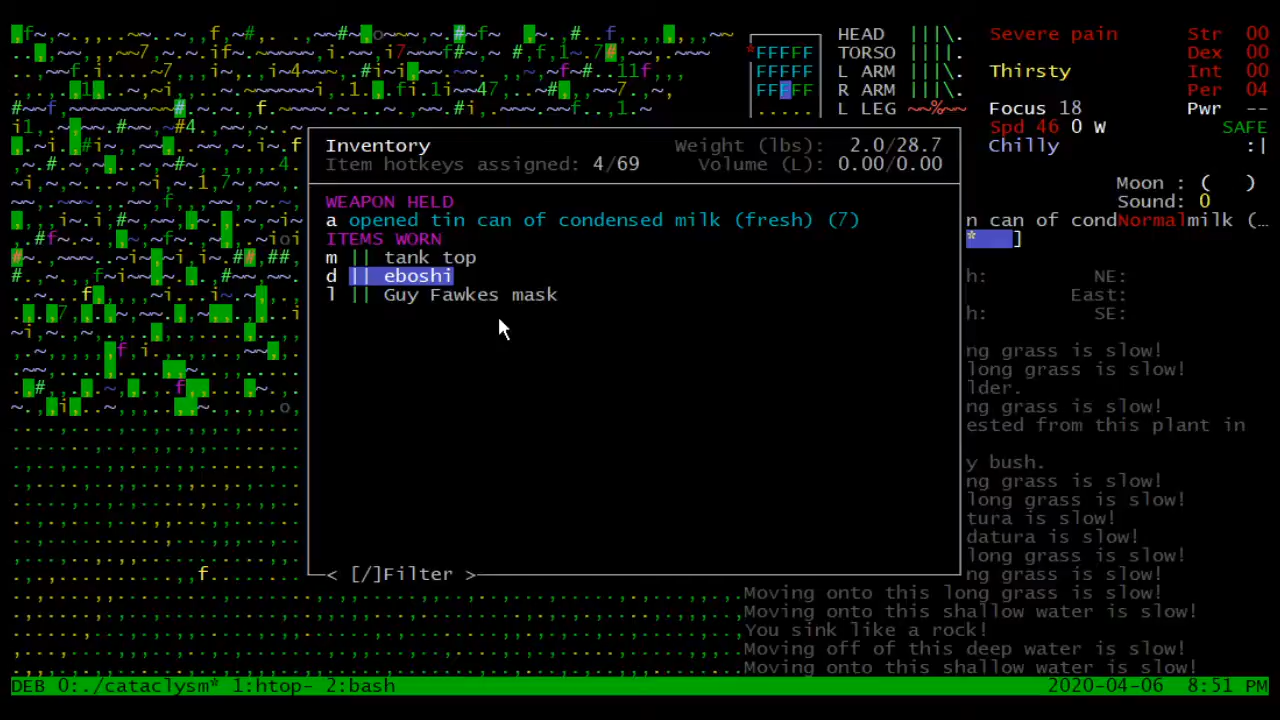 HEAD |||\. Severe pain Str 00
FFFFF TORSO ||||. Dex 00
FFFFF L ARM |||\. Thirsty Int 00
FFFFF R ARM |||\. Per 04
L LEG ~~%~~ Focus 18 Pwr --
Spd 46 0 W SAFE
Inventory Weight (lbs): 2.0/28.7 Chilly :|
Item hotkeys assigned: 4/69 Volume (L): 0.00/0.00
Moon : ( )
WEAPON HELD Sound: 0
a opened tin can of condensed milk (fresh) (7) n can of condNormalmilk (…
ITEMS WORN * ]
m || tank top
d || eboshi h: NE:
l || Guy Fawkes mask East:
h: SE:
ng grass is slow!
long grass is slow!
lder.
ng grass is slow!
ested from this plant in
y bush.
ng grass is slow!
long grass is slow!
tura is slow!
datura is slow!
long grass is slow!
< [/]Filter > ng grass is slow!
Moving onto this long grass is slow!
Moving onto this shallow water is slow!
You sink like a rock!
Moving off of this deep water is slow!
Moving onto this shallow water is slow!
DEB 0:./cataclysm* 1:htop- 2:bash 2020-04-06 8:51 PM